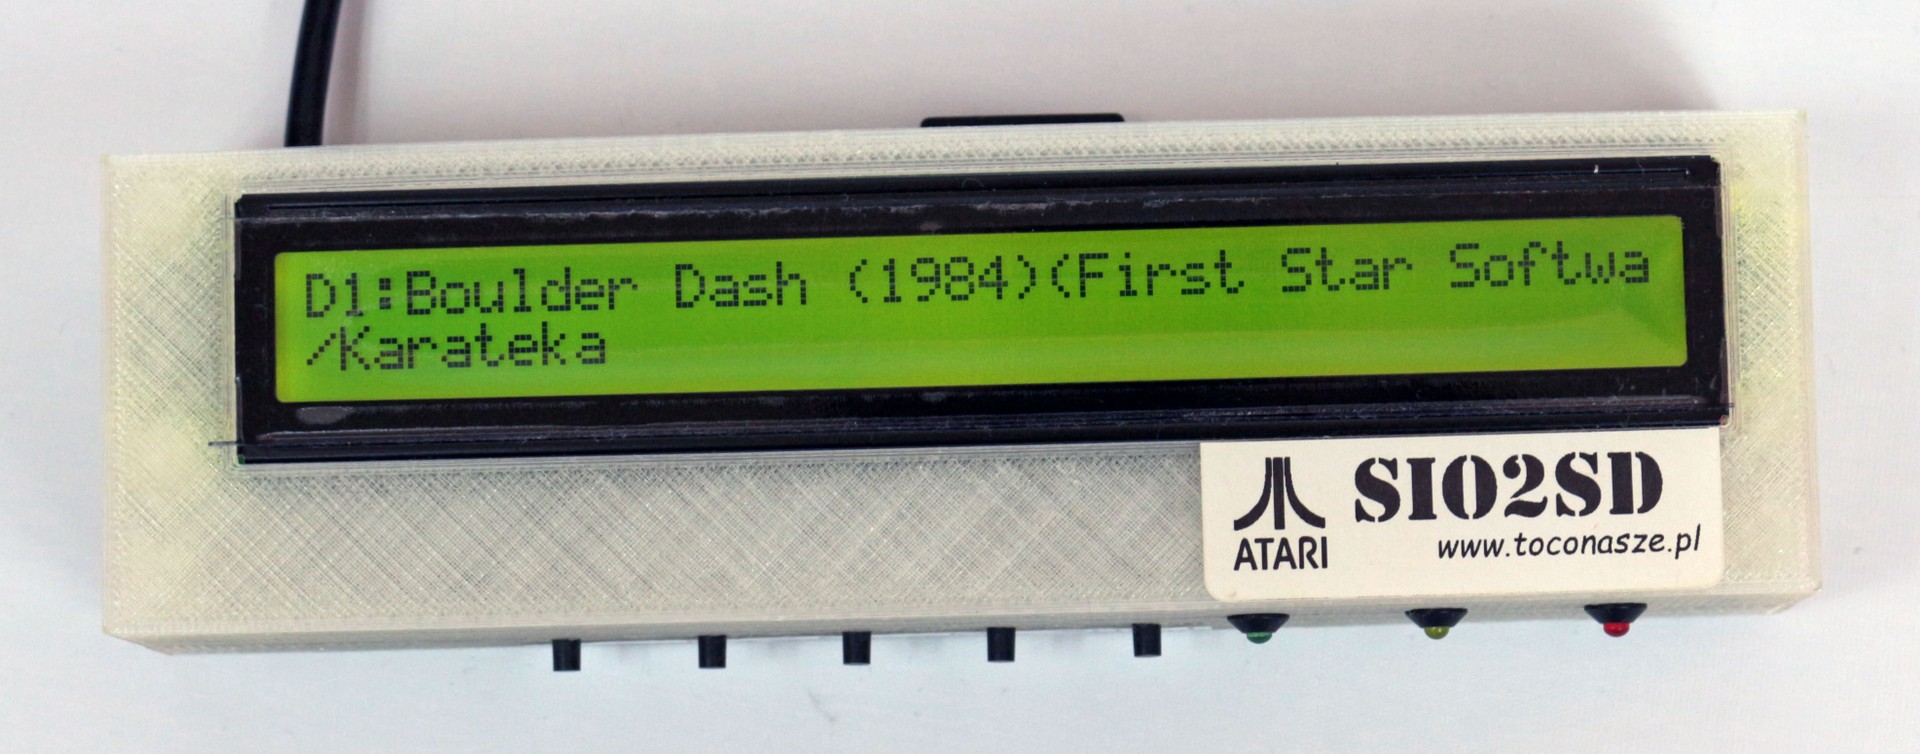 D1:Boulder Dash (1984)(First Star Softwa
/Karateka
SIO2SD
ATARI
www.toconasze.pl